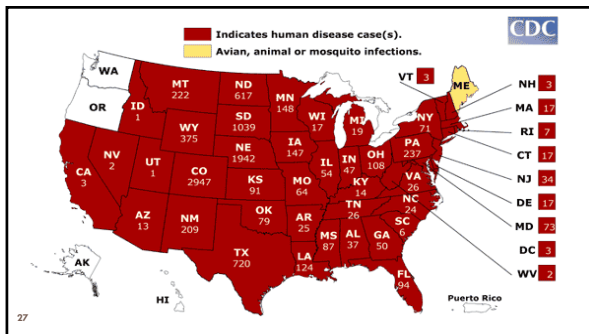 Indicates human disease case(s).
Avian, animal or mosquito infections.
CDC
WA
OR
MT
222
ID
1
WY
375
NV
2
UT
1
CA
3
AZ
13
CO
2947
NM
209
ND
617
SD
1039
NE
1942
KS
91
OK
79
TX
720
MN
148
IA
147
MO
64
AR
25
LA
124
WI
17
IL
54
MI
19
IN
47
OH
108
KY
14
TN
26
MS
87
AL
37
GA
50
FL
94
SC
6
NC
24
VA
26
PA
237
NY
71
ME
VT 3
NH 3
MA 17
RI 7
CT 17
NJ 34
DE 17
MD 73
DC 3
WV 2
AK
HI
Puerto Rico
27